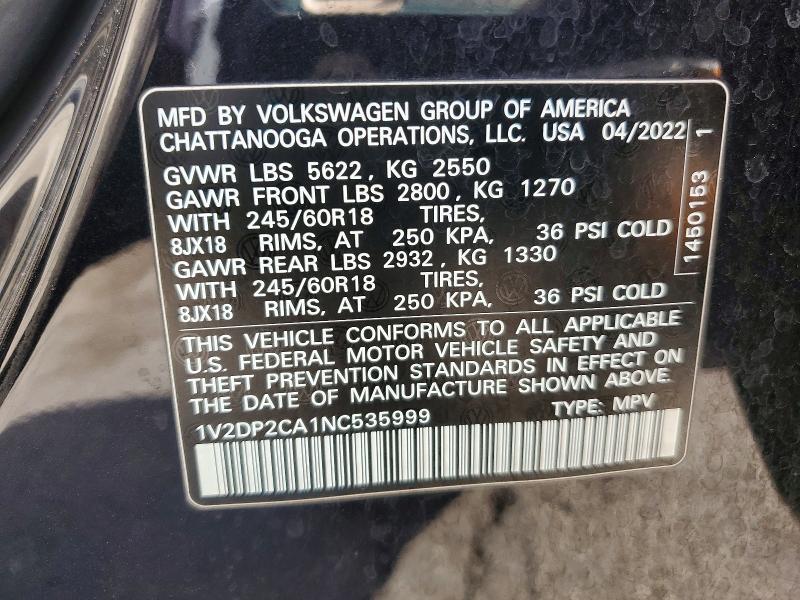 MFD BY VOLKSWAGEN GROUP OF AMERICA
CHATTANOOGA OPERATIONS, LLC. USA 04/2022
GVWR LBS 5622, KG 2550
GAWR FRONT LBS 2800, KG 1270
WITH 245/60R18 TIRES,
8JX18 RIMS, AT 250 KPA, 36 PSI COLD
GAWR REAR LBS 2932, KG 1330
WITH 245/60R18 TIRES,
8JX18 RIMS, AT 250 KPA, 36 PSI COLD
1450153 1
THIS VEHICLE CONFORMS TO ALL APPLICABLE
U.S. FEDERAL MOTOR VEHICLE SAFETY AND
THEFT PREVENTION STANDARDS IN EFFECT ON
THE DATE OF MANUFACTURE SHOWN ABOVE.
1V2DP2CA1NC535999 TYPE: MPV